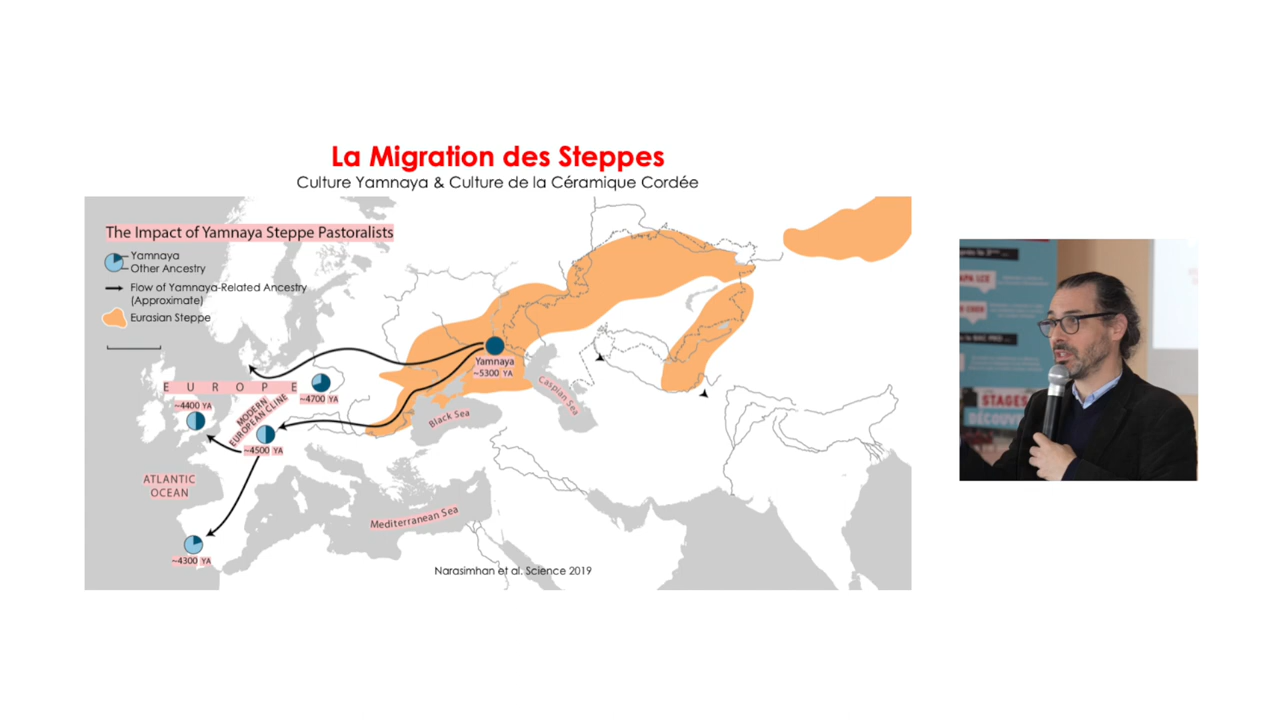 La Migration des Steppes
Culture Yamnaya & Culture de la Céramique Cordée
The Impact of Yamnaya Steppe Pastoralists
Yamnaya
Other Ancestry
Flow of Yamnaya-Related Ancestry
(Approximate)
Eurasian Steppe
Yamnaya
~5300 YA
Caspian Sea
Black Sea
EUROPE
~4700 YA
~4400 YA
MODERN
EUROPEAN CLINE
~4500 YA
ATLANTIC
OCEAN
Mediterranean Sea
~4300 YA
Narasimhan et al. Science 2019
STAGES
DÉCOUV